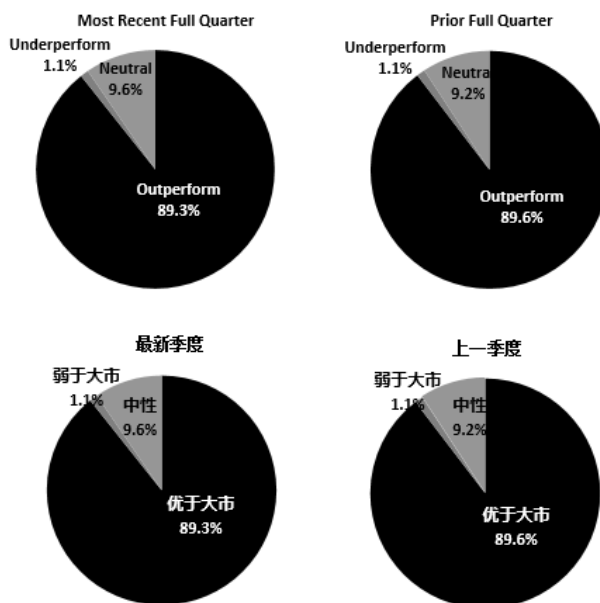 Most Recent Full Quarter
Underperform
1.1%
Neutral
9.6%
Outperform
89.3%
Prior Full Quarter
Underperform
1.1%
Neutra
9.2%
Outperform
89.6%
最新季度
弱于大市
1.1%
中性
9.6%
优于大市
89.3%
上一季度
弱于大市
1.1%
中性
9.2%
优于大市
89.6%